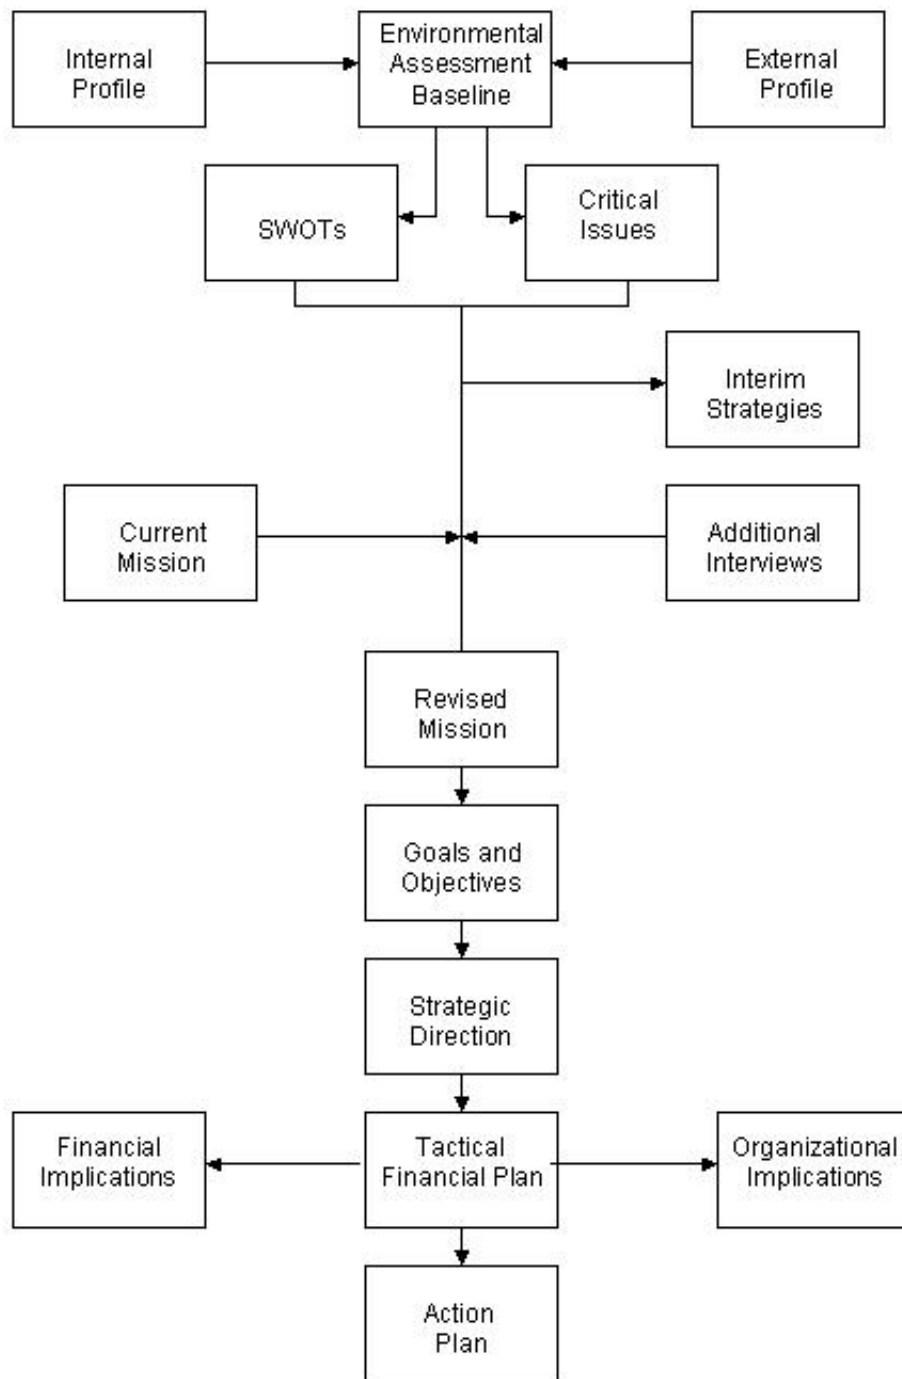 Internal
Profile
Environmental
Assessment
Baseline
External
Profile
SWOTs
Critical
Issues
Interim
Strategies
Current
Mission
Additional
Interviews
Revised
Mission
Goals and
Objectives
Strategic
Direction
Financial
Implications
Tactical
Financial Plan
Organizational
Implications
Action
Plan